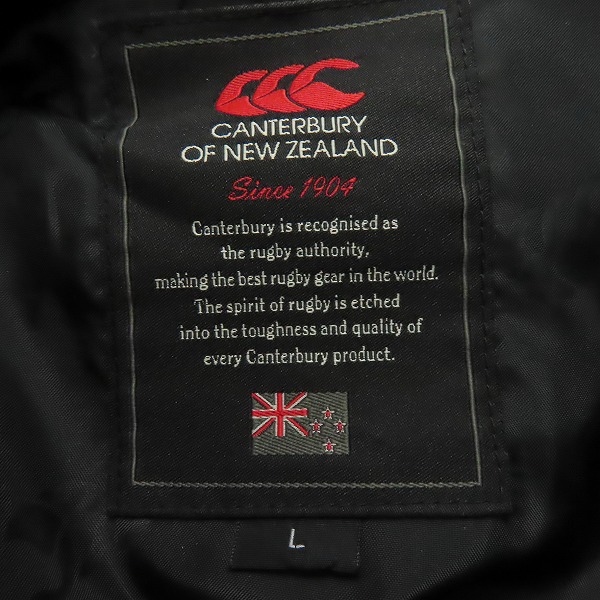 CANTERBURY
OF NEW ZEALAND
Since 1904
Canterbury is recognised as
the rugby authority,
making the best rugby gear in the world.
The spirit of rugby is etched
into the toughness and quality of
every Canterbury product.
L